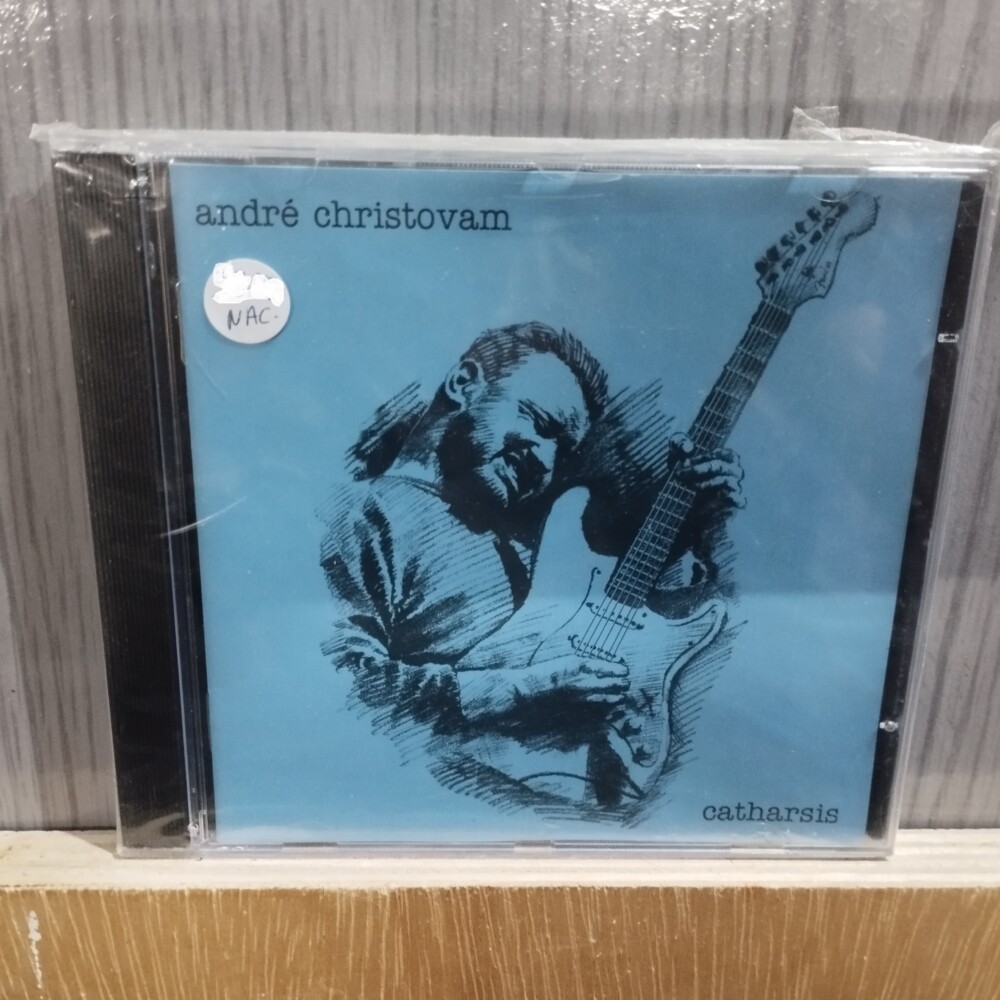 andré christovam
NAC.
catharsis